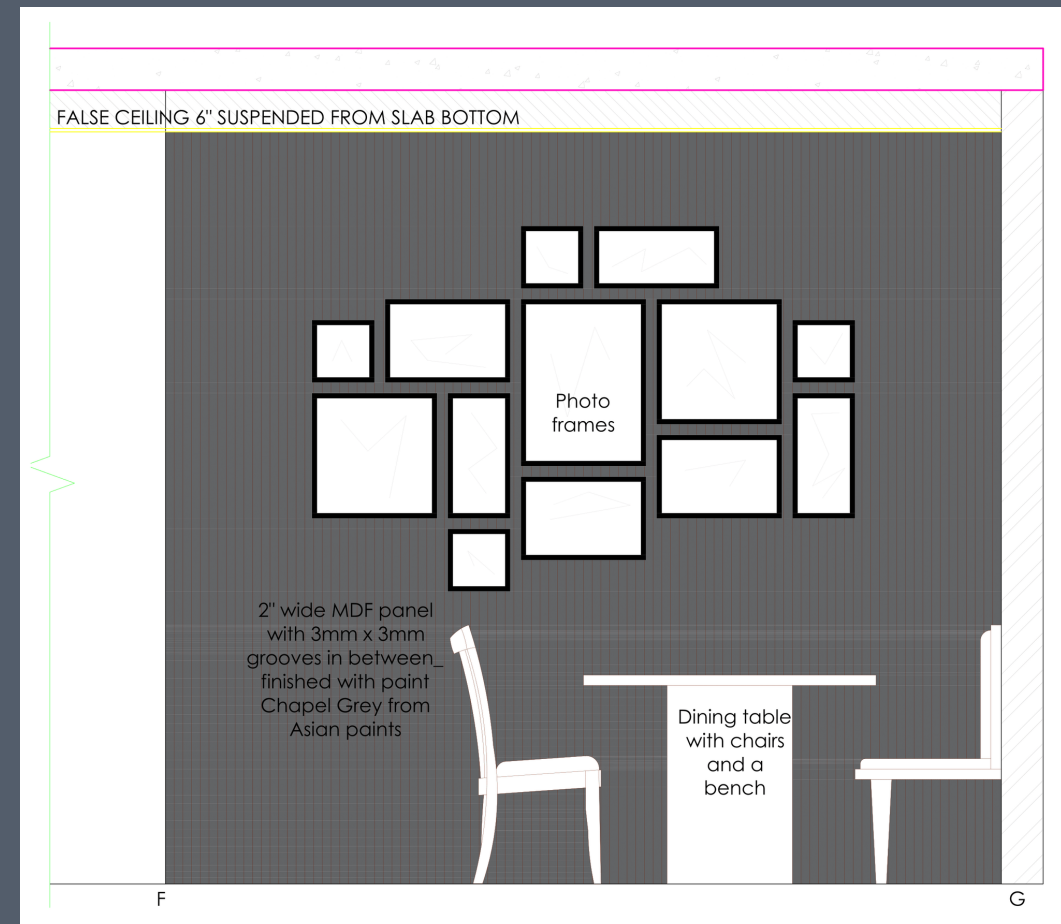 FALSE CEILING 6" SUSPENDED FROM SLAB BOTTOM
Photo
frames
2" wide MDF panel
with 3mm x 3mm
grooves in between_
finished with paint
Chapel Grey from
Asian paints
Dining table
with chairs
and a
bench
F
G